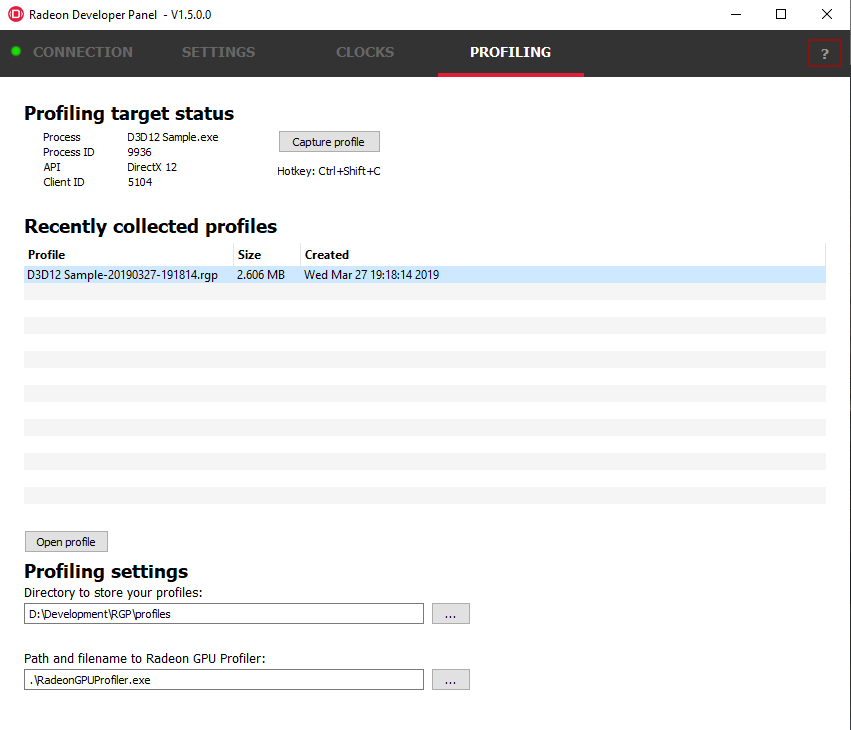 Radeon Developer Panel - V1.5.0.0
CONNECTION SETTINGS CLOCKS PROFILING ?
Profiling target status
Process D3D12 Sample.exe
Process ID 9936
API DirectX 12
Client ID 5104
Capture profile
Hotkey: Ctrl+Shift+C
Recently collected profiles
Profile Size Created
D3D12 Sample-20190327-191814.rgp 2.606 MB Wed Mar 27 19:18:14 2019
Open profile
Profiling settings
Directory to store your profiles:
D:\Development\RGP\profiles ...
Path and filename to Radeon GPU Profiler:
.\RadeonGPUProfiler.exe ...